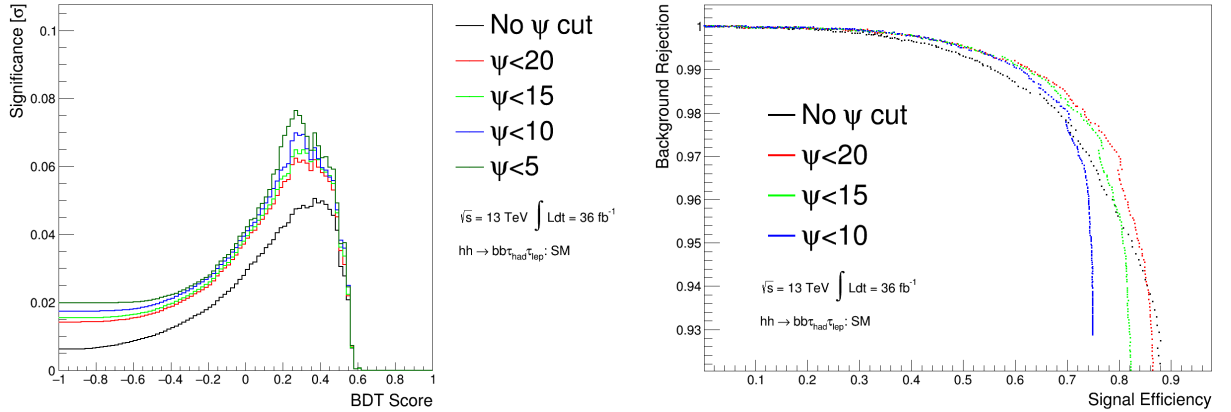 Significance [σ]
0.1
0.08
0.06
0.04
0.02
0
−1 −0.8 −0.6 −0.4 −0.2 0 0.2 0.4 0.6 0.8 1
BDT Score
No ψ cut
ψ<20
ψ<15
ψ<10
ψ<5
√s = 13 TeV ∫ Ldt = 36 fb⁻¹
hh → bbτ_had τ_lep: SM
Background Rejection
1
0.99
0.98
0.97
0.96
0.95
0.94
0.93
0.1 0.2 0.3 0.4 0.5 0.6 0.7 0.8 0.9
Signal Efficiency
No ψ cut
ψ<20
ψ<15
ψ<10
√s = 13 TeV ∫ Ldt = 36 fb⁻¹
hh → bbτ_had τ_lep: SM